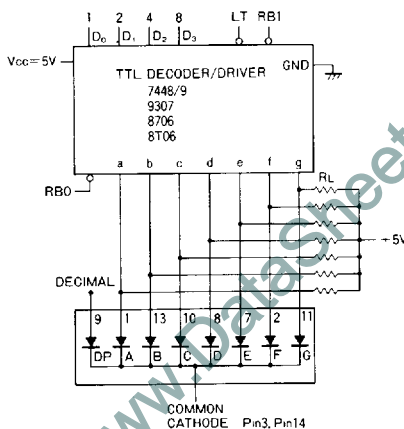 1 2 4 8 LT RB1
D0 D1 D2 D3
Vcc=5V
TTL DECODER/DRIVER
GND
7448/9
9307
8706
8T06
a b c d e f g
RB0
RL
+5V
DECIMAL
9 1 13 10 8 7 2 11
DP A B C D E F G
COMMON
CATHODE Pin3, Pin14
www.DataSheet